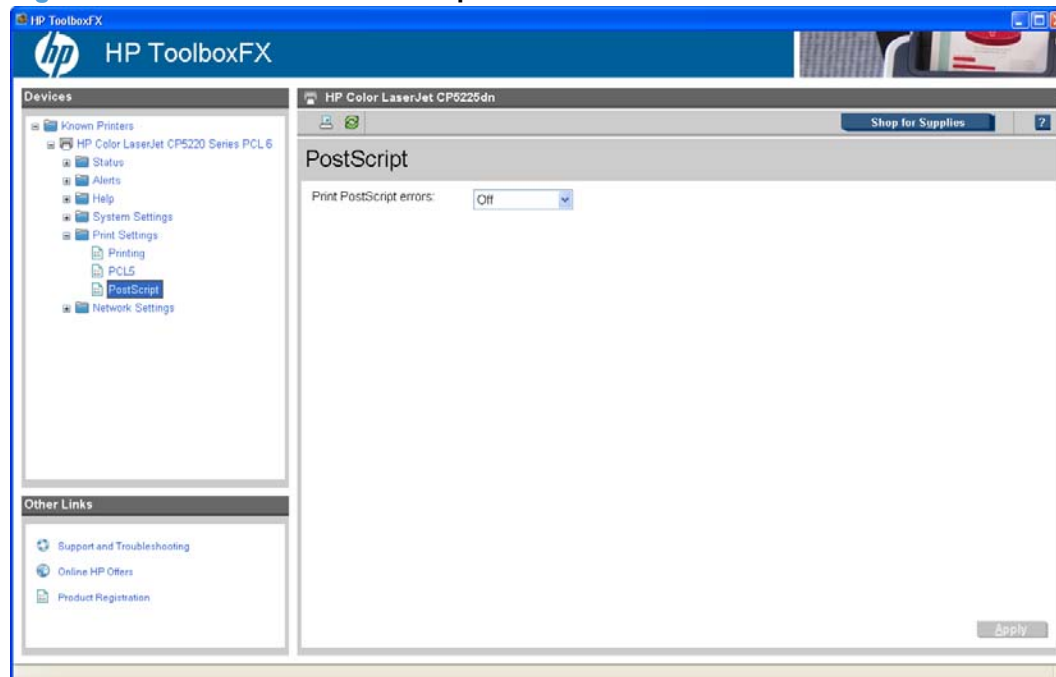 HP ToolboxFX
hp HP ToolboxFX
Devices
Known Printers
HP Color LaserJet CP5220 Series PCL 6
Status
Alerts
Help
System Settings
Print Settings
Printing
PCL5
PostScript
Network Settings
Other Links
Support and Troubleshooting
Online HP Offers
Product Registration
HP Color LaserJet CP5225dn
Shop for Supplies ?
PostScript
Print PostScript errors: Off
Apply